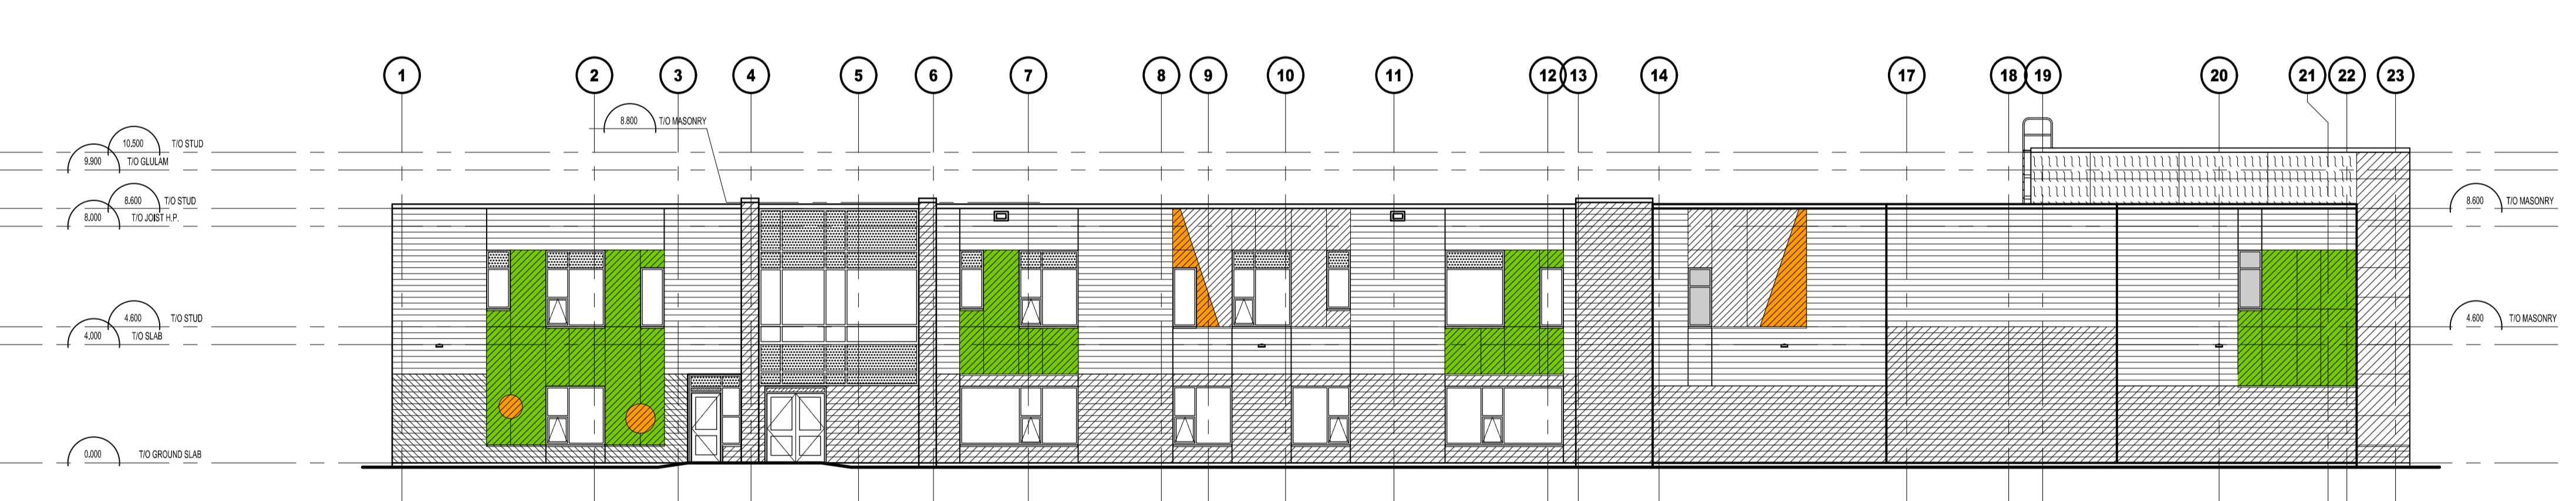 1 2 3 4 5 6 7 8 9 10 11 12 13 14 17 18 19 20 21 22 23
8.800 T/O MASONRY
10.500 T/O STUD
9.900 T/O GLULAM
8.600 T/O STUD
8.000 T/O JOIST H.P.
8.600 T/O MASONRY
4.600 T/O STUD
4.000 T/O SLAB
4.600 T/O MASONRY
0.000 T/O GROUND SLAB